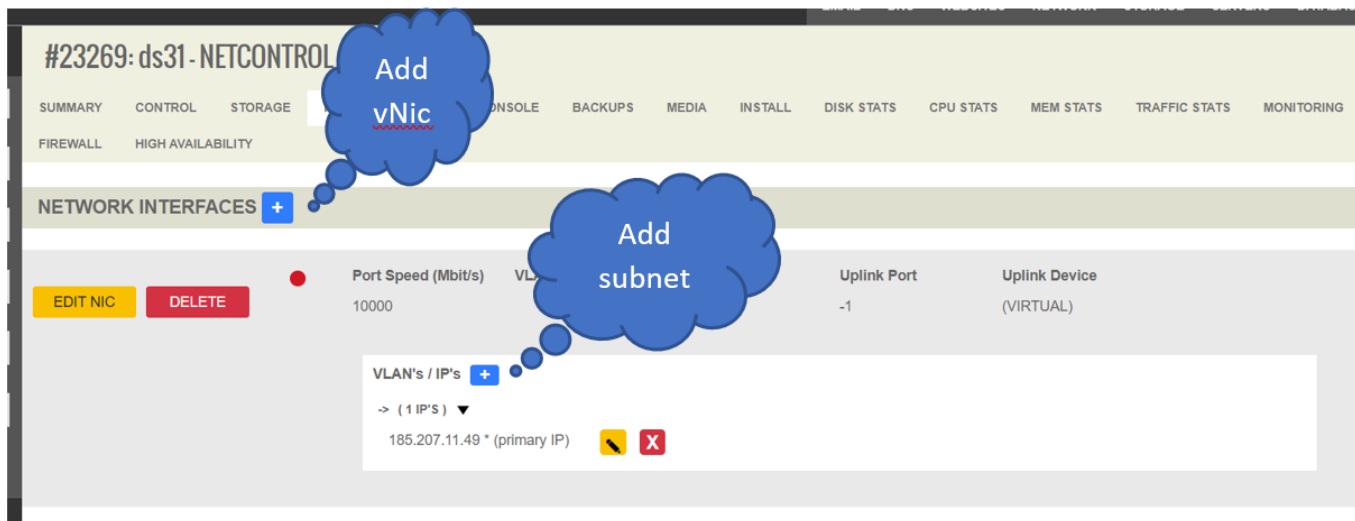 #23269: ds31 - NETCONTROL
Add
vNic
SUMMARY CONTROL STORAGE BACKUPS MEDIA INSTALL DISK STATS CPU STATS MEM STATS TRAFFIC STATS MONITORING
FIREWALL HIGH AVAILABILITY
NETWORK INTERFACES +
Add
subnet
Port Speed (Mbit/s) Uplink Port Uplink Device
EDIT NIC DELETE 10000 -1 (VIRTUAL)
VLAN's / IP's +
-> ( 1 IP'S ) ▼
185.207.11.49 * (primary IP) X